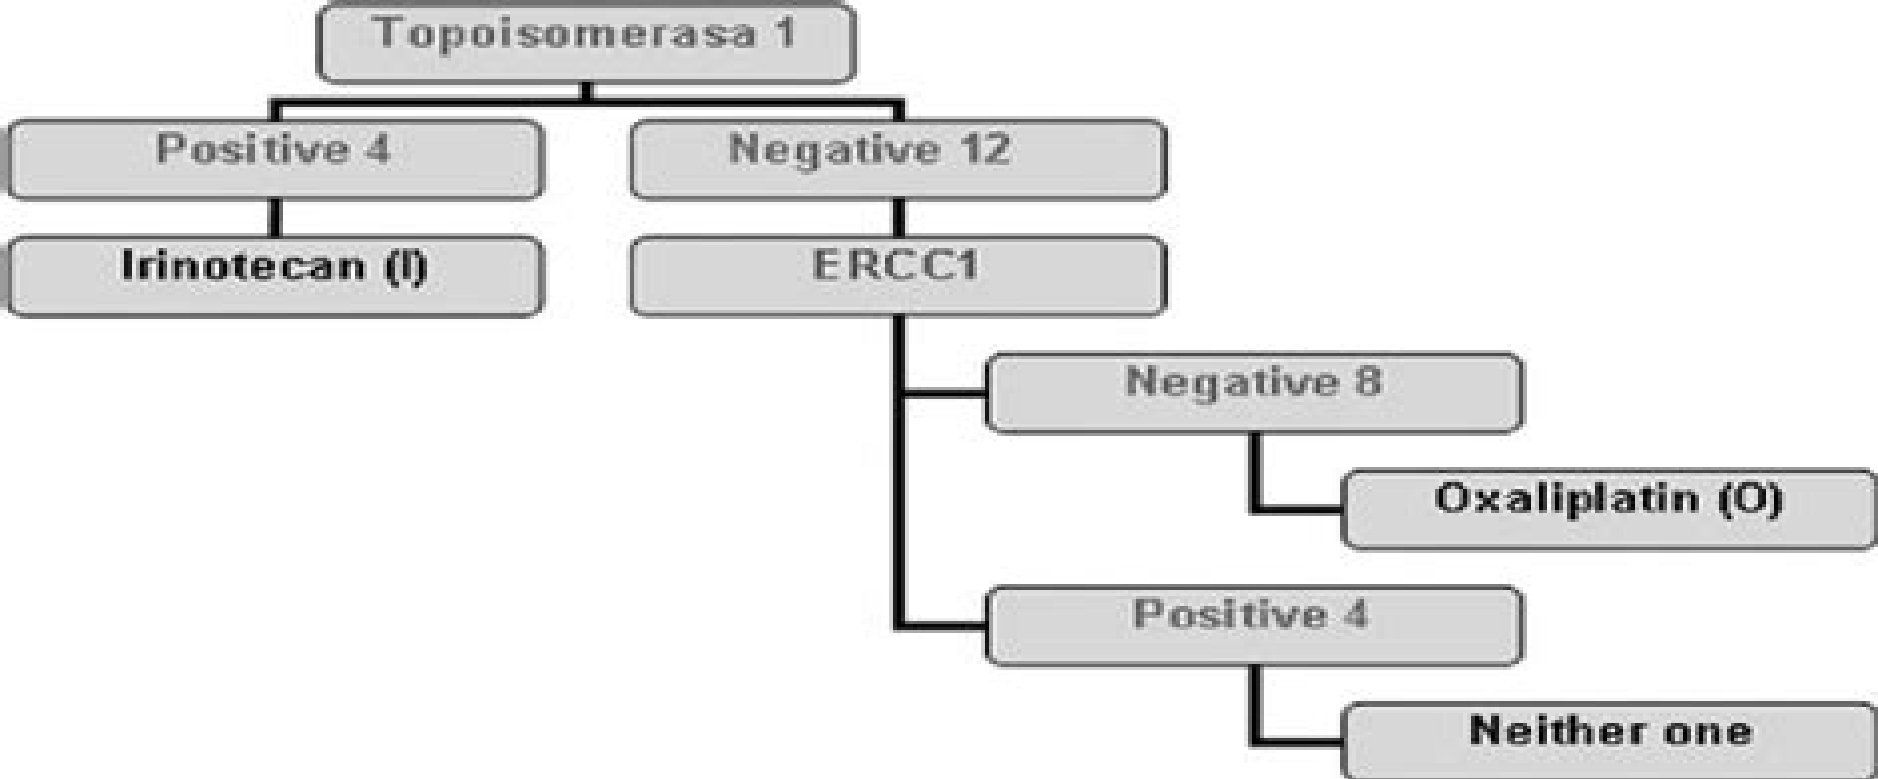 Topoisomerasa 1
Positive 4
Negative 12
Irinotecan (I)
ERCC1
Negative 8
Oxaliplatin (O)
Positive 4
Neither one